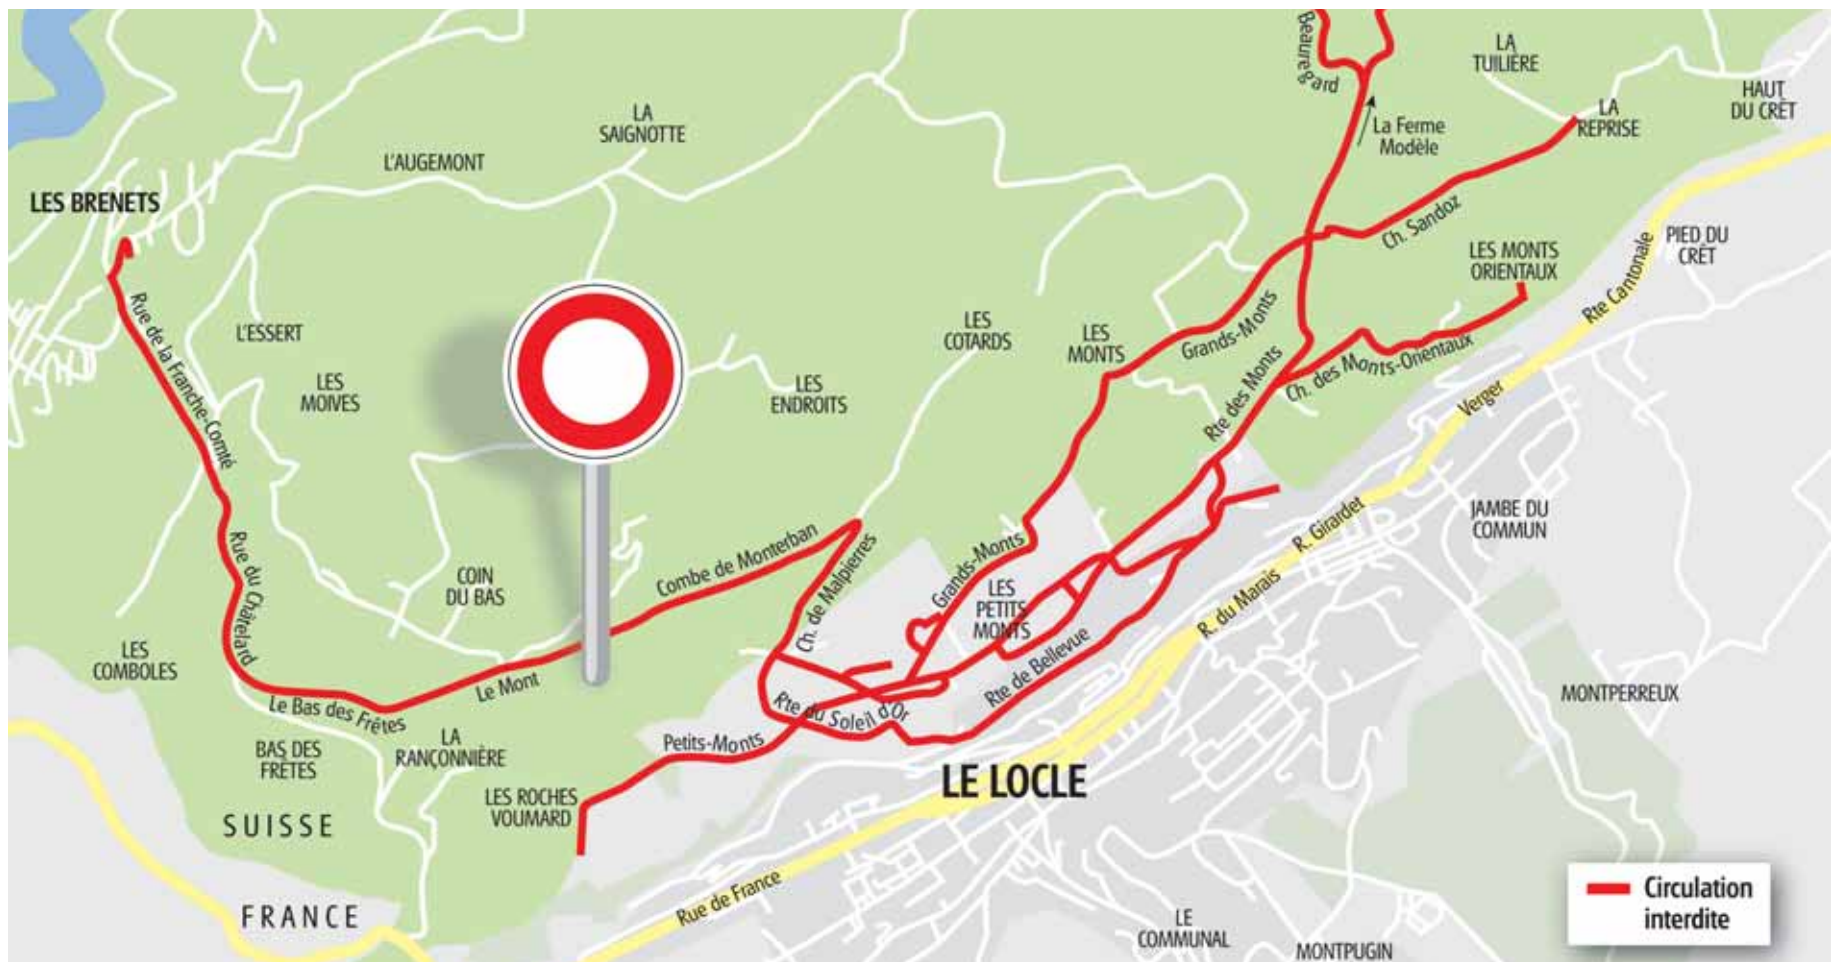 Beauregard
LA
TUILIÈRE
HAUT
DU CRÊT
LA
REPRISE
La Ferme
Modèle
LA
SAIGNOTTE
L'AUGEMONT
LES BRENETS
Ch. Sandoz
PIED DU
CRÊT
LES MONTS
ORIENTAUX
Rte Cantonale
Rue de la Franche-Comté
L'ESSERT
LES
COTARDS
LES
MONTS
Grands-Monts
Ch. des Monts-Orientaux
LES
MOIVES
LES
ENDROITS
Rte des Monts
Verger
JAMBE DU
COMMUN
R. Girardet
Rue du Châtelard
Combe de Monterban
Ch. de Malpierres
Grands-Monts
COIN
DU BAS
LES
PETITS
MONTS
R. du Marais
LES
COMBOLES
Rte de Bellevue
Le Mont
Le Bas des Frêtes
Rte du Soleil d'Or
MONTPERREUX
BAS DES
FRÊTES
LA
RANÇONNIÈRE
Petits-Monts
LE LOCLE
LES ROCHES
VOUMARD
SUISSE
FRANCE
Rue de France
LE
COMMUNAL
MONTPUGIN
Circulation
interdite